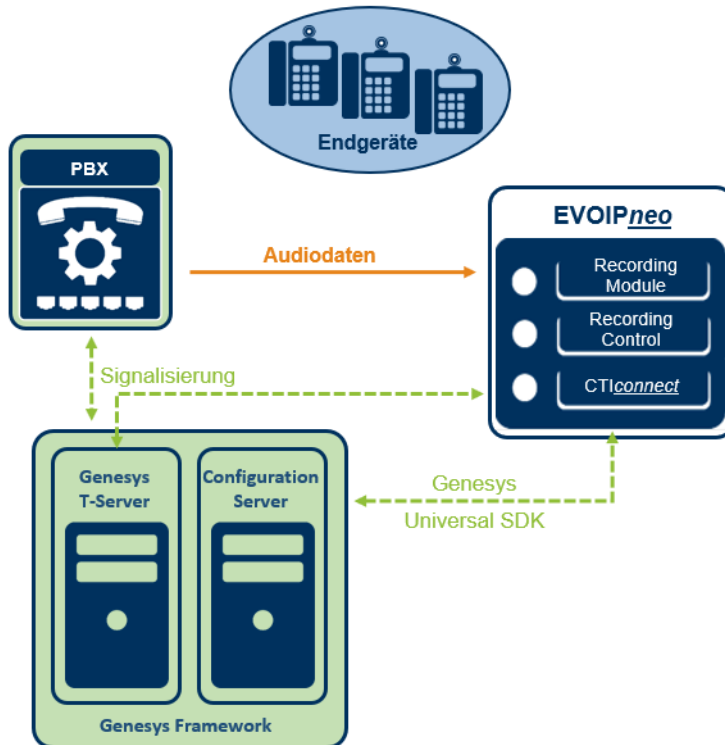 Endgeräte
PBX
EVOIPneo
Audiodaten
Recording
Module
Recording
Control
CTIconnect
Signalisierung
Genesys
T-Server
Configuration
Server
Genesys
Universal SDK
Genesys Framework